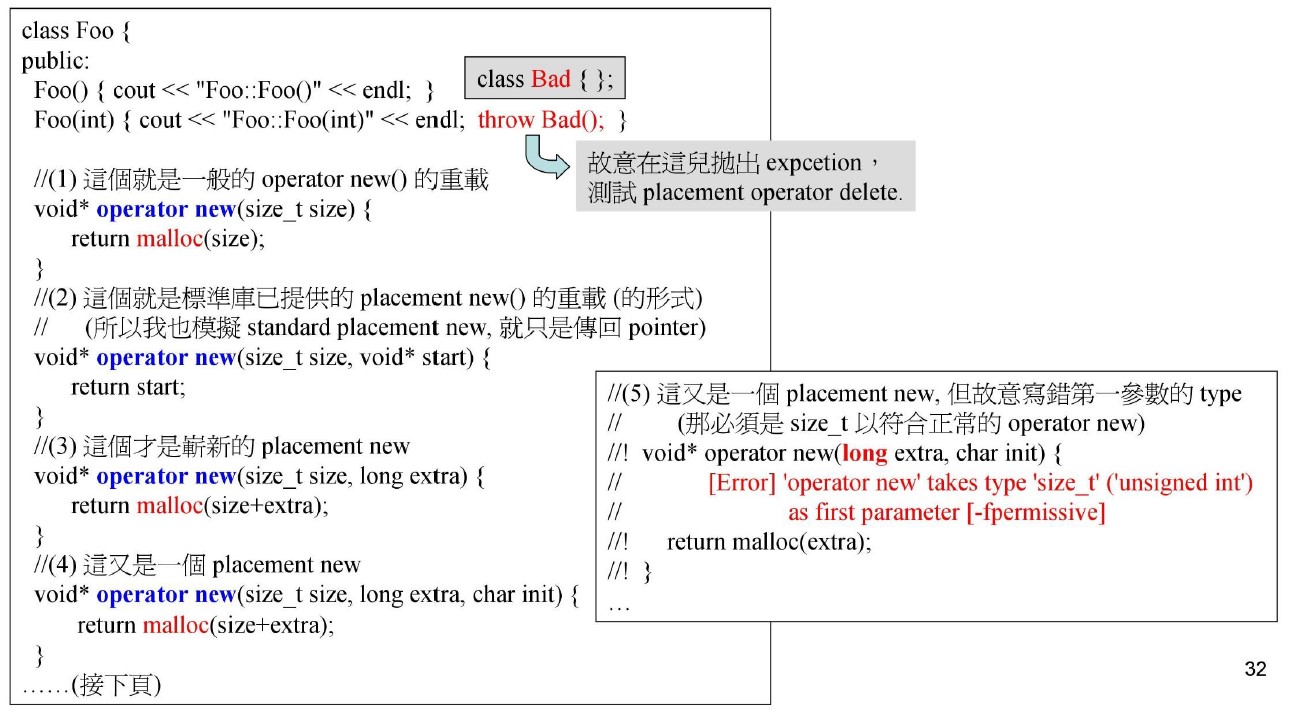 class Foo {
public:
Foo() { cout << "Foo::Foo()" << endl; }
Foo(int) { cout << "Foo::Foo(int)" << endl; throw Bad(); }
class Bad { };
故意在這兒拋出 expcetion，
測試 placement operator delete.
//(1) 這個就是一般的 operator new() 的重載
void* operator new(size_t size) {
return malloc(size);
}
//(2) 這個就是標準庫已提供的 placement new() 的重載 (的形式)
// (所以我也模擬 standard placement new, 就只是傳回 pointer)
void* operator new(size_t size, void* start) {
return start;
}
//(3) 這個才是嶄新的 placement new
void* operator new(size_t size, long extra) {
return malloc(size+extra);
}
//(4) 這又是一個 placement new
void* operator new(size_t size, long extra, char init) {
return malloc(size+extra);
}
……(接下頁)
//(5) 這又是一個 placement new, 但故意寫錯第一參數的 type
// (那必須是 size_t 以符合正常的 operator new)
//! void* operator new(long extra, char init) {
// [Error] 'operator new' takes type 'size_t' ('unsigned int')
// as first parameter [-fpermissive]
//! return malloc(extra);
//! }
…
32